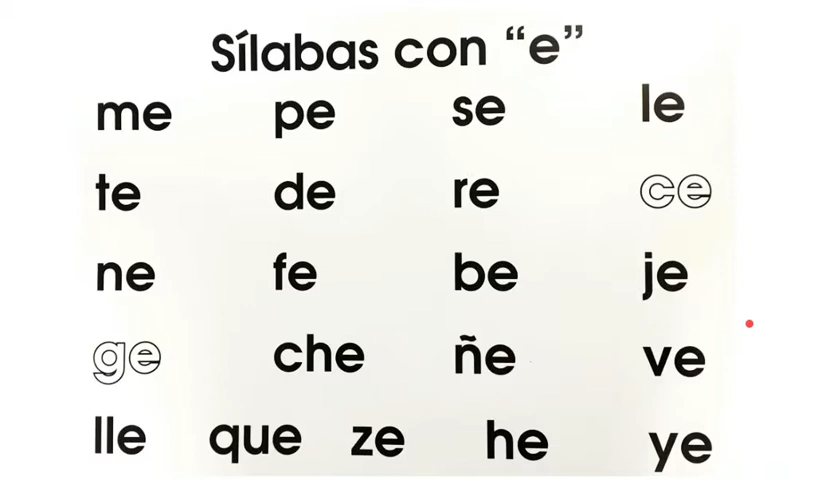 Sílabas con “e”
me pe se le
te de re ce
ne fe be je
ge che ñe ve
lle que ze he ye